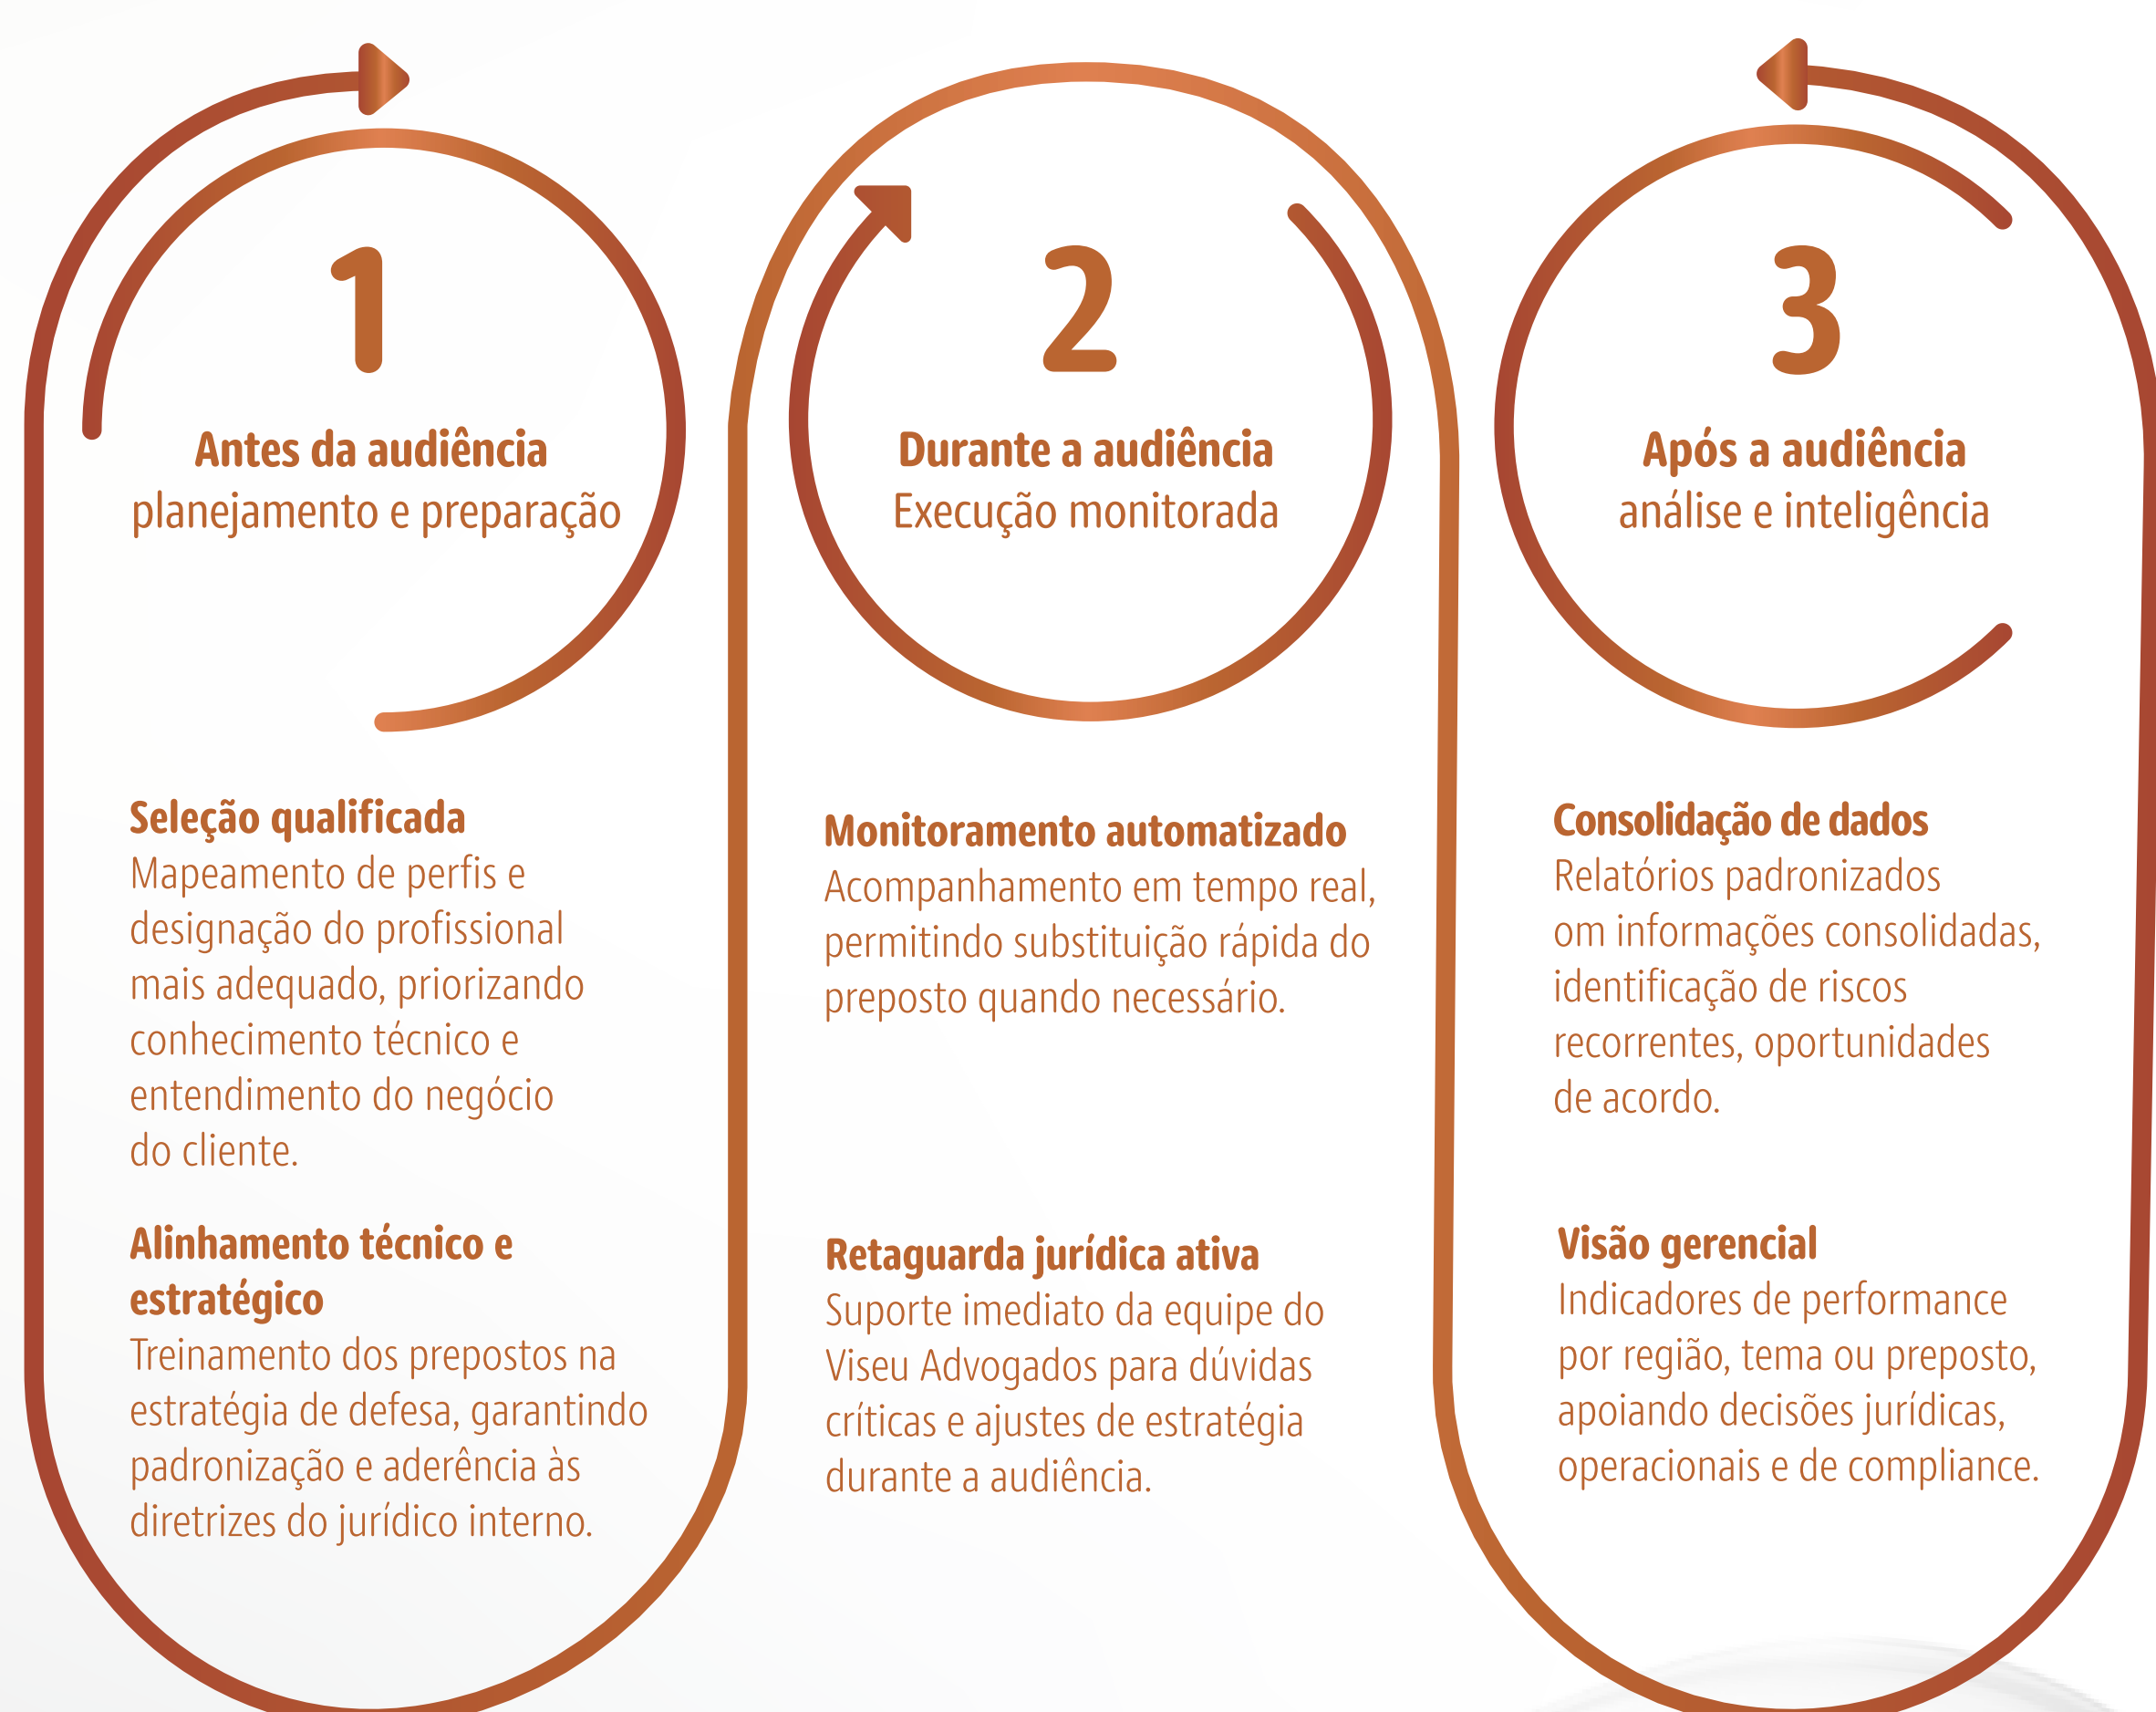 1
Antes da audiência
planejamento e preparação
Seleção qualificada
Mapeamento de perfis e
designação do profissional
mais adequado, priorizando
conhecimento técnico e
entendimento do negócio
do cliente.
Alinhamento técnico e
estratégico
Treinamento dos prepostos na
estratégia de defesa, garantindo
padronização e aderência às
diretrizes do jurídico interno.
2
Durante a audiência
Execução monitorada
Monitoramento automatizado
Acompanhamento em tempo real,
permitindo substituição rápida do
preposto quando necessário.
Retaguarda jurídica ativa
Suporte imediato da equipe do
Viseu Advogados para dúvidas
críticas e ajustes de estratégia
durante a audiência.
3
Após a audiência
análise e inteligência
Consolidação de dados
Relatórios padronizados
om informações consolidadas,
identificação de riscos
recorrentes, oportunidades
de acordo.
Visão gerencial
Indicadores de performance
por região, tema ou preposto,
apoiando decisões jurídicas,
operacionais e de compliance.